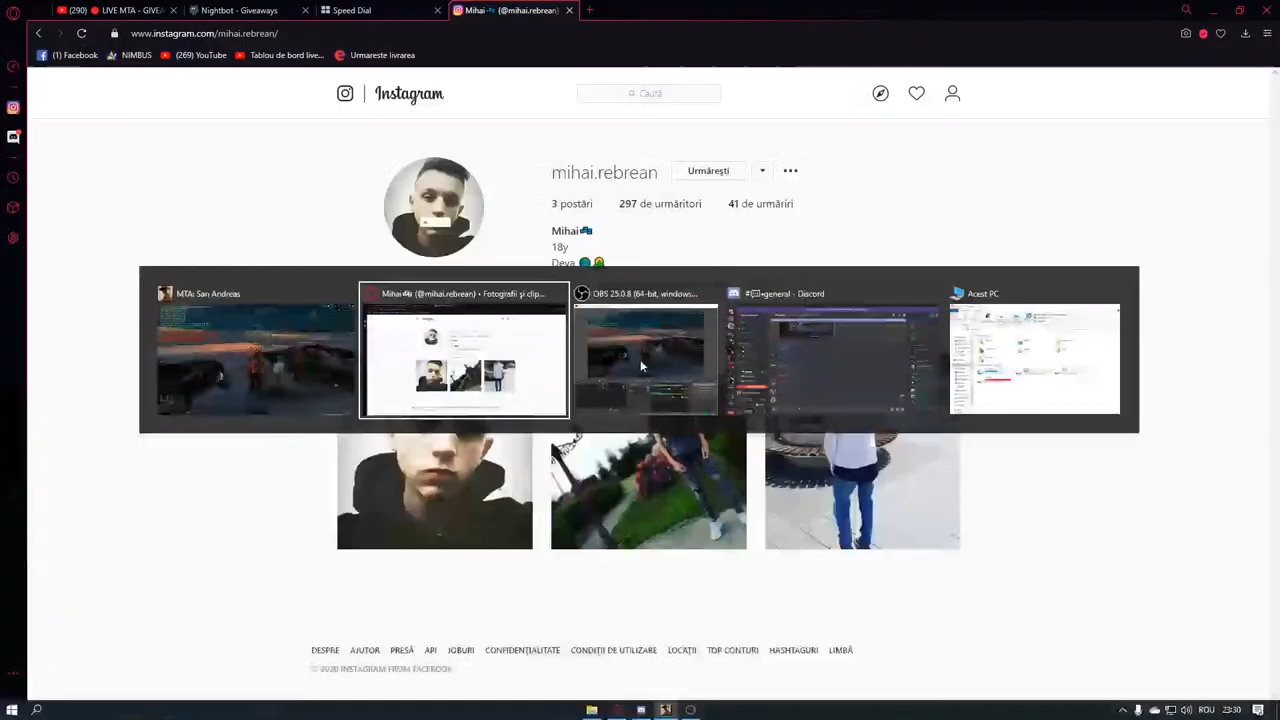 (290) 🔴 LIVE MTA - GIVEA
Nightbot - Giveaways
Speed Dial
Mihai (@mihai.rebrean)
www.instagram.com/mihai.rebrean/
(1) Facebook
NIMBUS
(269) YouTube
Tablou de bord live...
Urmareste livrarea
Instagram
Caută
mihai.rebrean
Urmărești
3 postări
297 de urmăritori
41 de urmăriri
Mihai
18y
Deva
MTA: San Andreas
Mihai (@mihai.rebrean) • Fotografii și clip...
OBS 25.0.8 (64-bit, windows...
general - Discord
Acest PC
DESPRE AJUTOR PRESĂ API JOBURI CONFIDENȚIALITATE CONDIȚII DE UTILIZARE LOCAȚII TOP CONTURI HASHTAGURI LIMBĂ
© 2020 INSTAGRAM FROM FACEBOOK
ROU 23:30